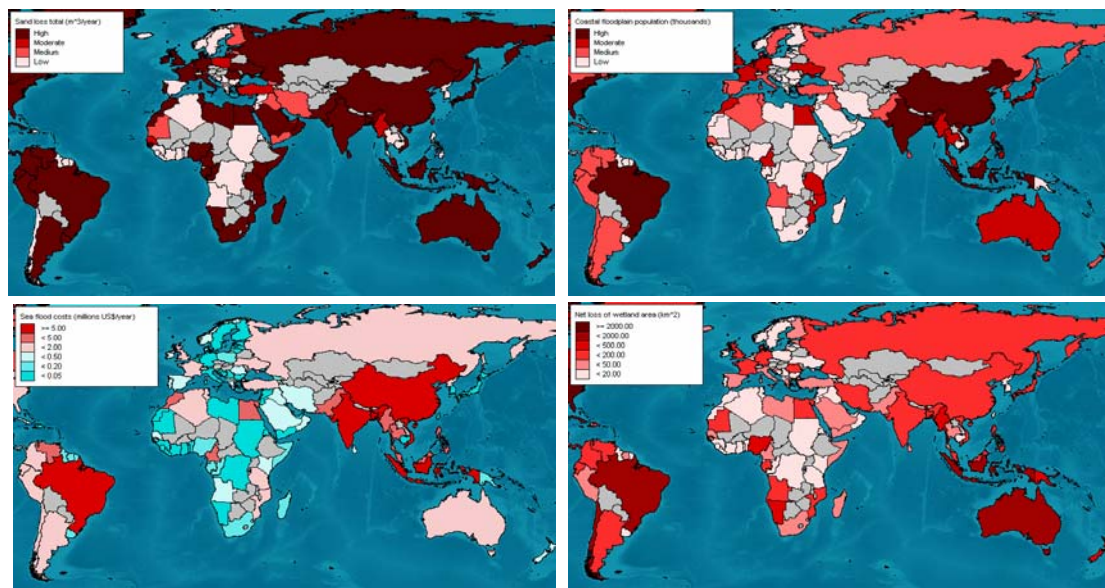 Sand loss total (m^3/year)
High
Moderate
Medium
Low
Coastal floodplain population (thousands)
High
Moderate
Medium
Low
Sea flood costs (millions US$/year)
>= 5.00
< 5.00
< 2.00
< 0.50
< 0.20
< 0.05
Net loss of wetland area (km^2)
>= 2000.00
< 2000.00
< 500.00
< 200.00
< 50.00
< 20.00